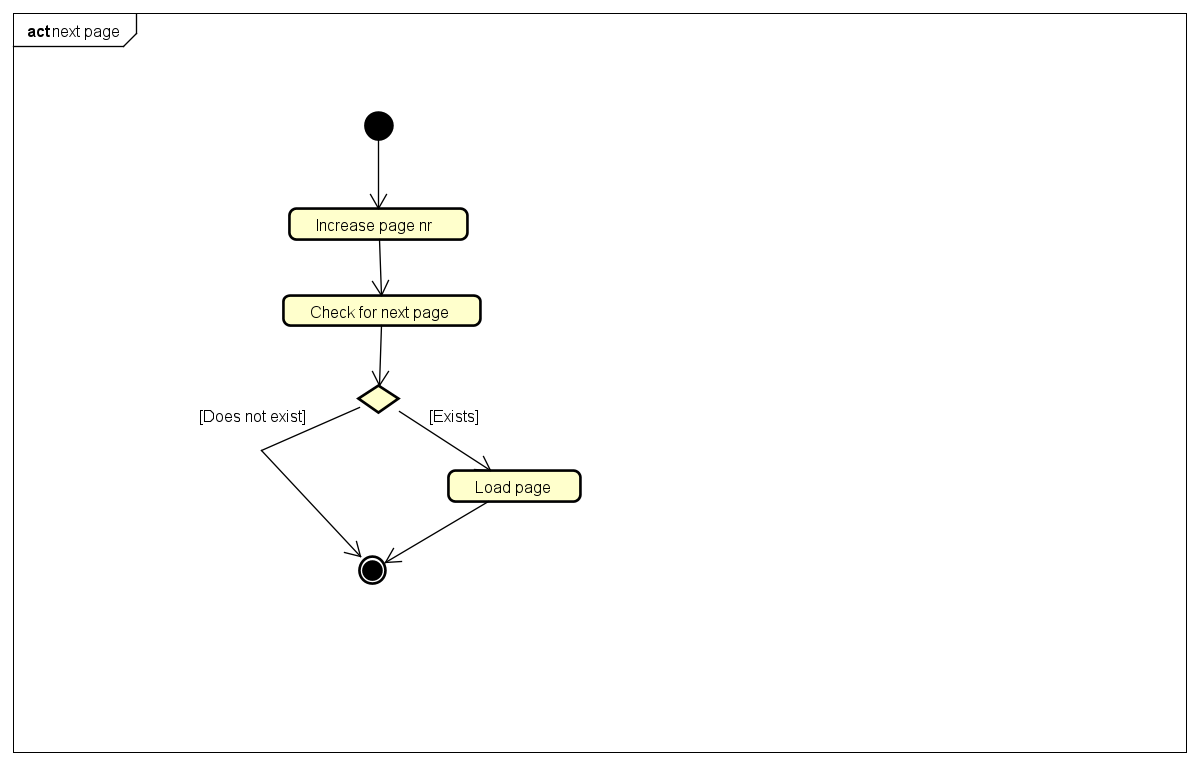 act next page
Increase page nr
Check for next page
[Does not exist]
[Exists]
Load page